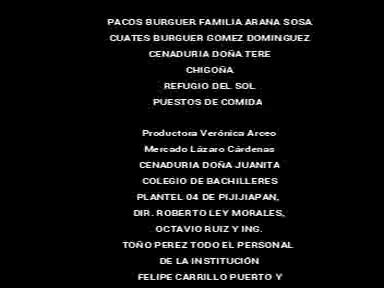 PACOS BURGUER FAMILIA ARANA SOSA
CUATES BURGUER GOMEZ DOMINGUEZ
CENADURIA DOÑA TERE
CHIGOÑA
REFUGIO DEL SOL
PUESTOS DE COMIDA
Productora Verónica Arceo
Mercado Lázaro Cárdenas
CENADURIA DOÑA JUANITA
COLEGIO DE BACHILLERES
PLANTEL 04 DE PIJIJIAPAN,
DIR. ROBERTO LEY MORALES,
OCTAVIO RUIZ Y ING.
TOÑO PEREZ TODO EL PERSONAL
DE LA INSTITUCIÓN
FELIPE CARRILLO PUERTO Y